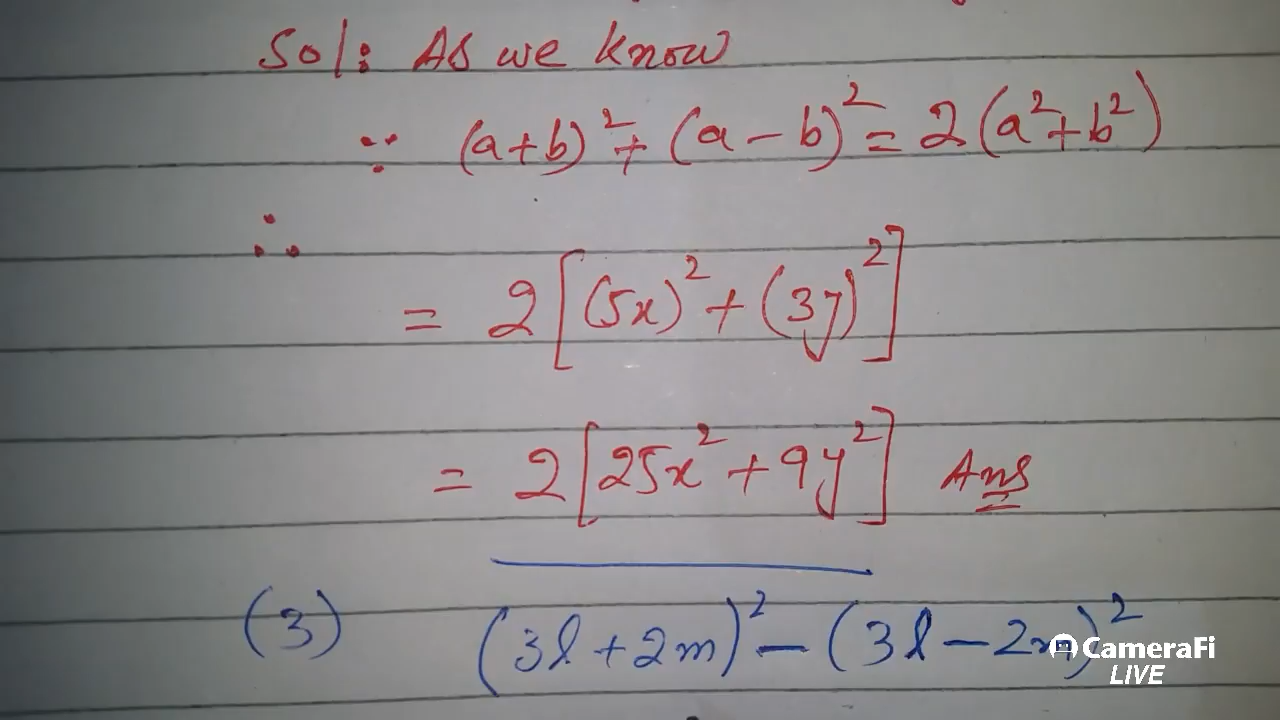 Sol: As we know
∵ (a+b)² + (a-b)² = 2(a²+b²)
∴
= 2[(5x)² + (3y)²]
= 2[25x² + 9y²] Ans
(3) (3l+2m)² - (3l-2m)²
CameraFi
LIVE